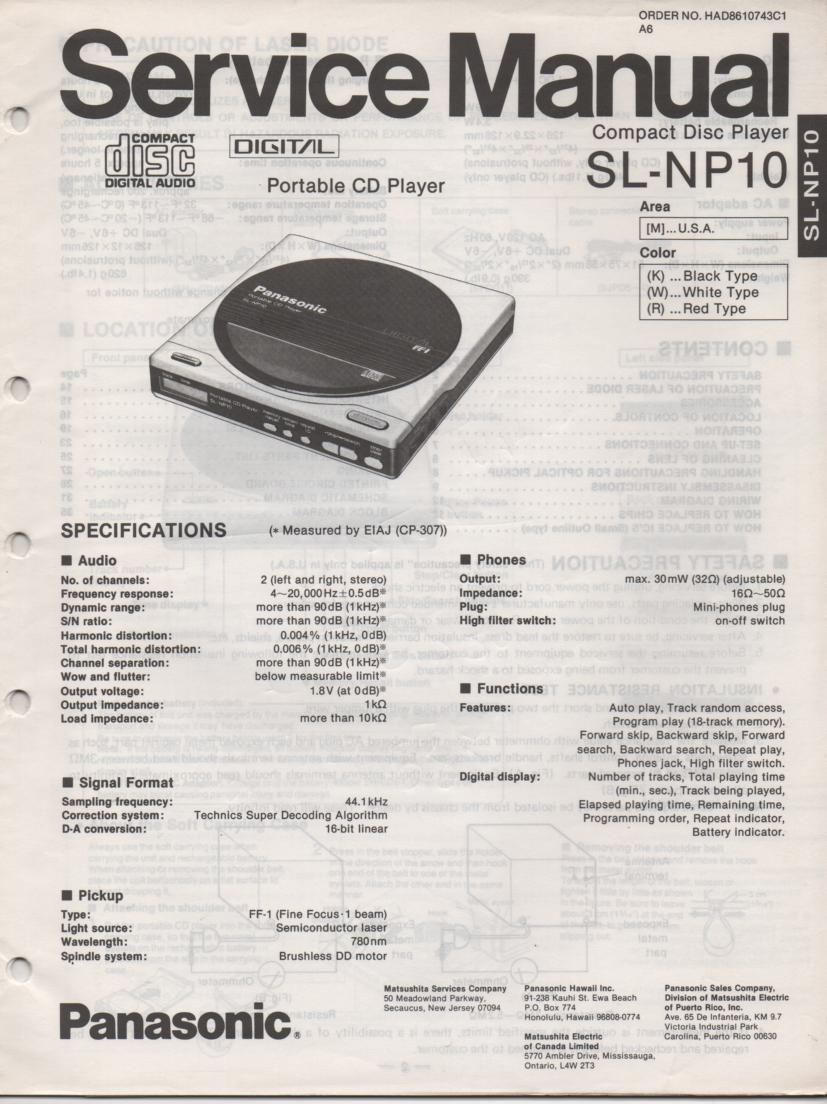 ORDER NO. HAD8610743C1
A6
Service Manual
COMPACT
disc
DIGITAL AUDIO
DIGITAL
Portable CD Player
Compact Disc Player
SL-NP10
SL-NP10
Area
[M]...U.S.A.
Color
(K) ...Black Type
(W)...White Type
(R) ...Red Type
Panasonic
Portable CD Player
SL-NP10
FF1
Portable CD Player
SL-NP10
SPECIFICATIONS (* Measured by EIAJ (CP-307))
■ Audio
No. of channels: 2 (left and right, stereo)
Frequency response: 4~20,000Hz±0.5dB*
Dynamic range: more than 90dB (1kHz)*
S/N ratio: more than 90dB (1kHz)*
Harmonic distortion: 0.004% (1kHz, 0dB)
Total harmonic distortion: 0.006% (1kHz, 0dB)*
Channel separation: more than 90dB (1kHz)*
Wow and flutter: below measurable limit*
Output voltage: 1.8V (at 0dB)*
Output impedance: 1kΩ
Load impedance: more than 10kΩ
■ Signal Format
Sampling frequency: 44.1kHz
Correction system: Technics Super Decoding Algorithm
D-A conversion: 16-bit linear
■ Pickup
Type: FF-1 (Fine Focus·1 beam)
Light source: Semiconductor laser
Wavelength: 780nm
Spindle system: Brushless DD motor
■ Phones
Output: max. 30mW (32Ω) (adjustable)
Impedance: 16Ω~50Ω
Plug: Mini-phones plug
High filter switch: on-off switch
■ Functions
Features: Auto play, Track random access,
Program play (18-track memory).
Forward skip, Backward skip, Forward
search, Backward search, Repeat play,
Phones jack, High filter switch.
Digital display: Number of tracks, Total playing time
(min., sec.), Track being played,
Elapsed playing time, Remaining time,
Programming order, Repeat indicator,
Battery indicator.
Panasonic®
Matsushita Services Company
50 Meadowland Parkway,
Secaucus, New Jersey 07094
Panasonic Hawaii Inc.
91-238 Kauhi St. Ewa Beach
P.O. Box 774
Honolulu, Hawaii 96808-0774
Matsushita Electric
of Canada Limited
5770 Ambler Drive, Mississauga,
Ontario, L4W 2T3
Panasonic Sales Company,
Division of Matsushita Electric
of Puerto Rico, Inc.
Ave. 65 De Infanteria, KM 9.7
Victoria Industrial Park
Carolina, Puerto Rico 00630